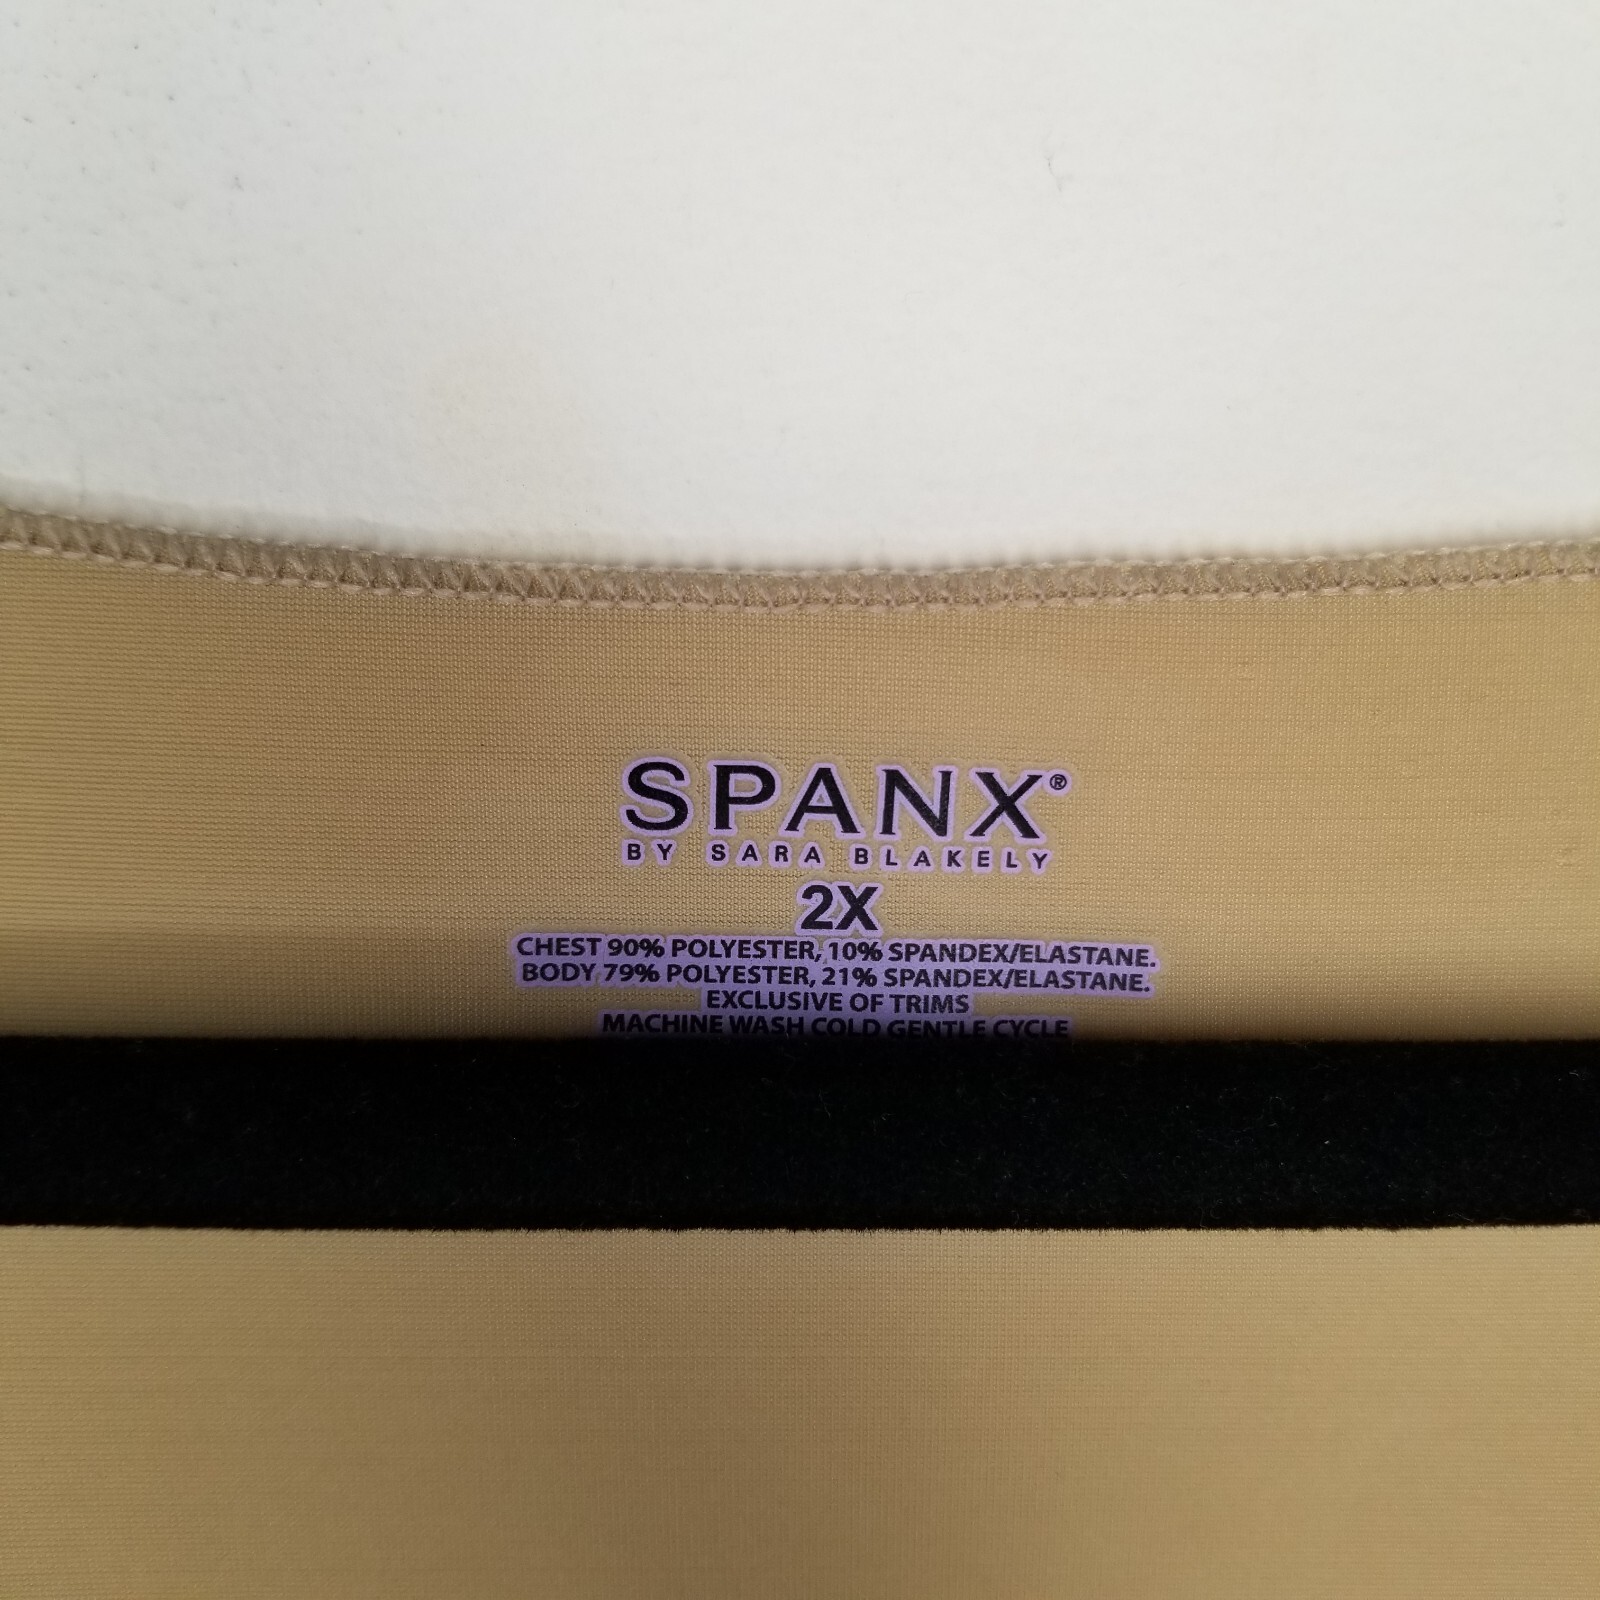 SPANX®
BY SARA BLAKELY
2X
CHEST 90% POLYESTER, 10% SPANDEX/ELASTANE.
BODY 79% POLYESTER, 21% SPANDEX/ELASTANE.
EXCLUSIVE OF TRIMS
MACHINE WASH COLD GENTLE CYCLE